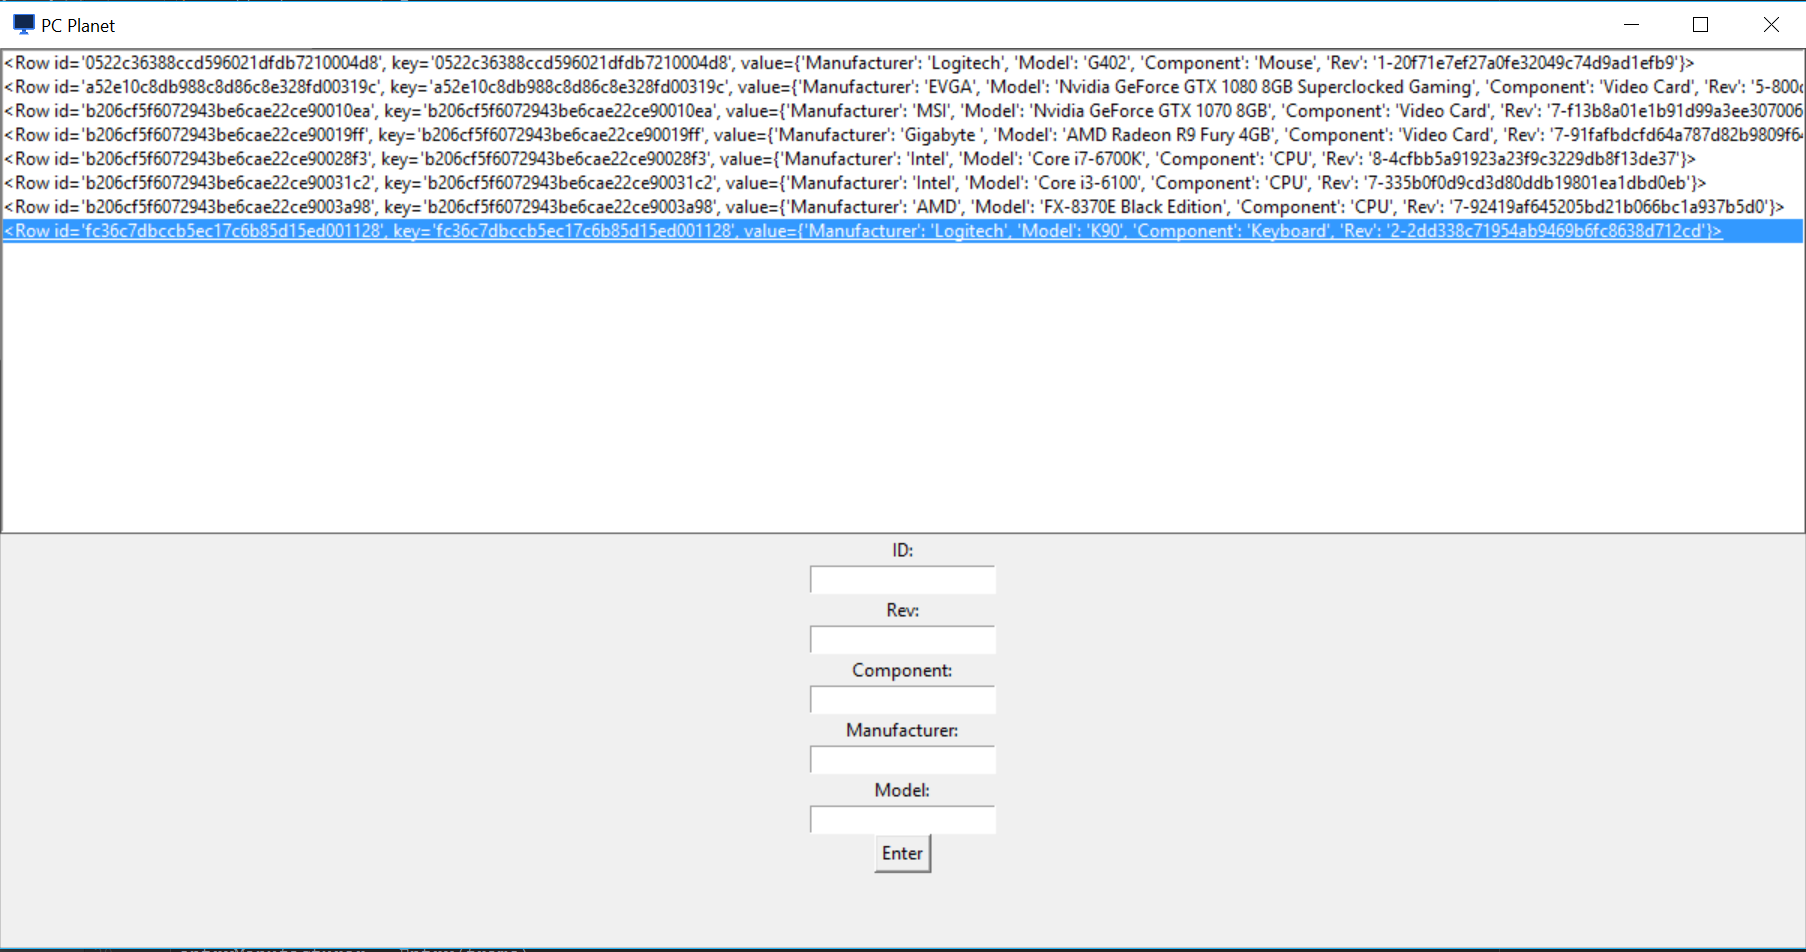 PC Planet
<Row id='0522c36388ccd596021dfdb7210004d8', key='0522c36388ccd596021dfdb7210004d8', value={'Manufacturer': 'Logitech', 'Model': 'G402', 'Component': 'Mouse', 'Rev': '1-20f71e7ef27a0fe32049c74d9ad1efb9'}>
<Row id='a52e10c8db988c8d86c8e328fd00319c', key='a52e10c8db988c8d86c8e328fd00319c', value={'Manufacturer': 'EVGA', 'Model': 'Nvidia GeForce GTX 1080 8GB Superclocked Gaming', 'Component': 'Video Card', 'Rev': '5-800
<Row id='b206cf5f6072943be6cae22ce90010ea', key='b206cf5f6072943be6cae22ce90010ea', value={'Manufacturer': 'MSI', 'Model': 'Nvidia GeForce GTX 1070 8GB', 'Component': 'Video Card', 'Rev': '7-f13b8a01e1b91d99a3ee307006
<Row id='b206cf5f6072943be6cae22ce90019ff', key='b206cf5f6072943be6cae22ce90019ff', value={'Manufacturer': 'Gigabyte ', 'Model': 'AMD Radeon R9 Fury 4GB', 'Component': 'Video Card', 'Rev': '7-91fafbdcfd64a787d82b9809f6
<Row id='b206cf5f6072943be6cae22ce90028f3', key='b206cf5f6072943be6cae22ce90028f3', value={'Manufacturer': 'Intel', 'Model': 'Core i7-6700K', 'Component': 'CPU', 'Rev': '8-4cfbb5a91923a23f9c3229db8f13de37'}>
<Row id='b206cf5f6072943be6cae22ce90031c2', key='b206cf5f6072943be6cae22ce90031c2', value={'Manufacturer': 'Intel', 'Model': 'Core i3-6100', 'Component': 'CPU', 'Rev': '7-335b0f0d9cd3d80ddb19801ea1dbd0eb'}>
<Row id='b206cf5f6072943be6cae22ce9003a98', key='b206cf5f6072943be6cae22ce9003a98', value={'Manufacturer': 'AMD', 'Model': 'FX-8370E Black Edition', 'Component': 'CPU', 'Rev': '7-92419af645205bd21b066bc1a937b5d0'}>
<Row id='fc36c7dbccb5ec17c6b85d15ed001128', key='fc36c7dbccb5ec17c6b85d15ed001128', value={'Manufacturer': 'Logitech', 'Model': 'K90', 'Component': 'Keyboard', 'Rev': '2-2dd338c71954ab9469b6fc8638d712cd'}>
ID:
Rev:
Component:
Manufacturer:
Model:
Enter